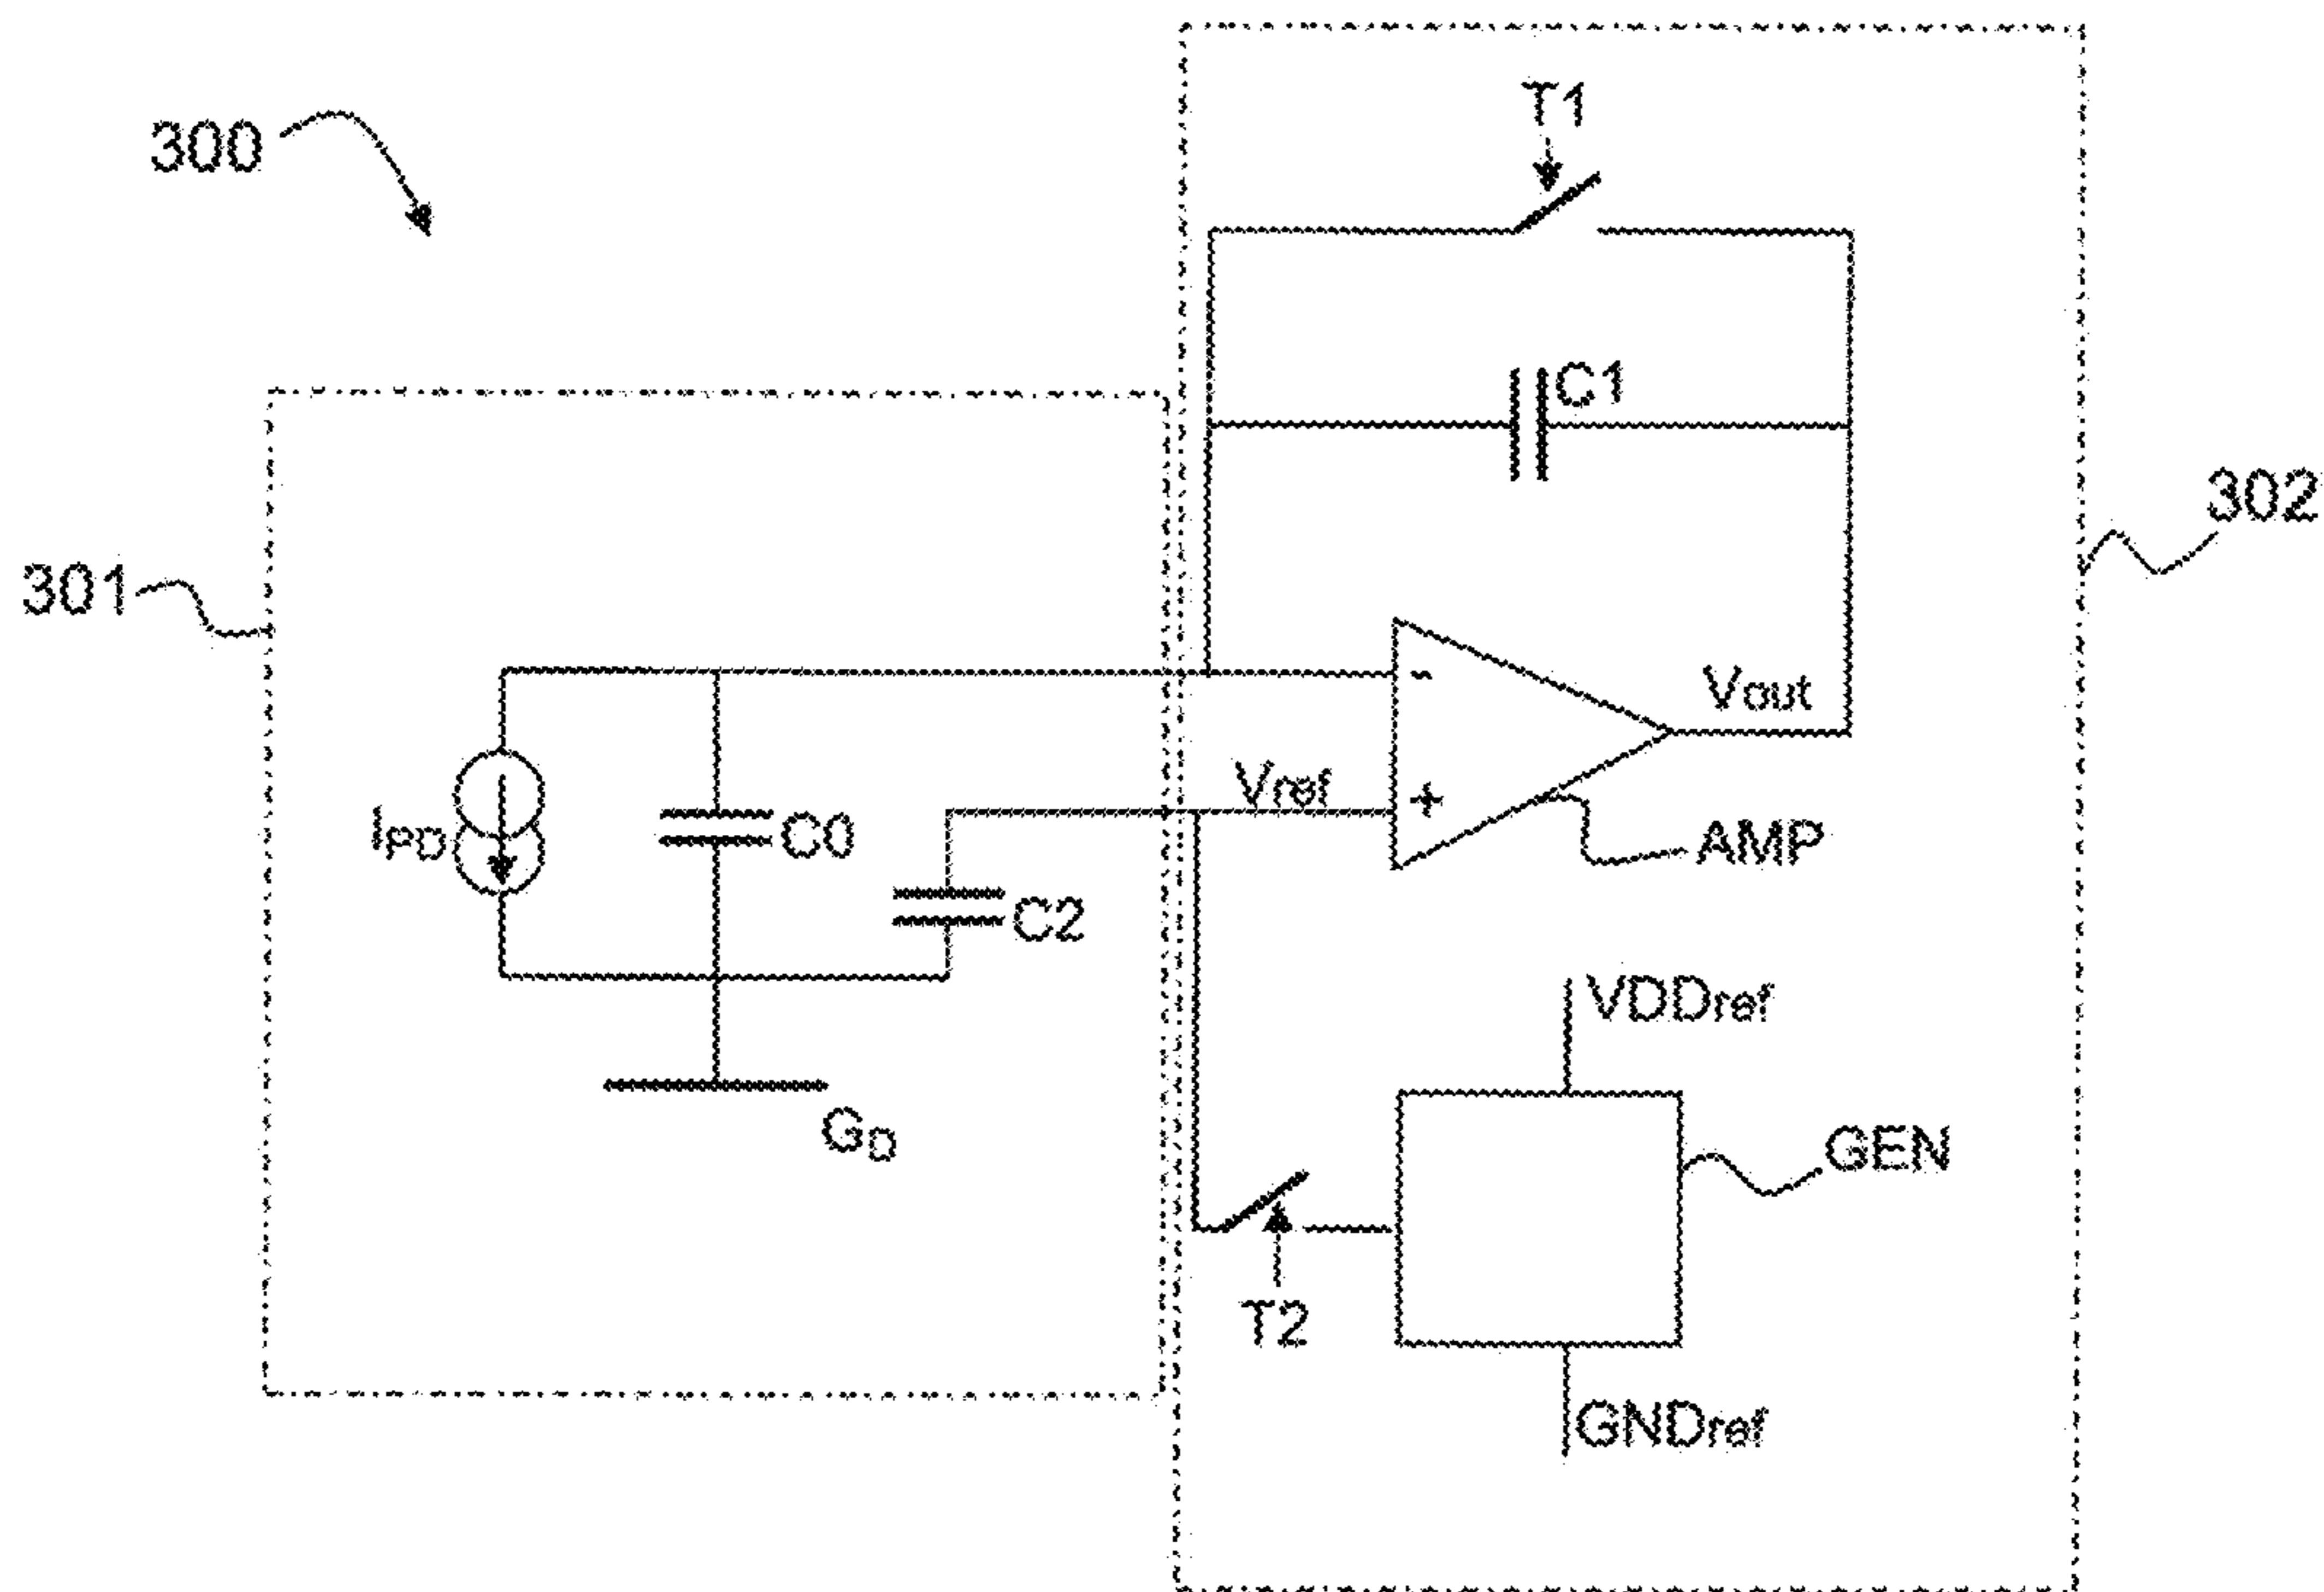 T1
300
C1
302
301
-
Vout
Vref
+
IPD
C0
AMP
C2
VDDref
GD
GEN
T2
GNDref